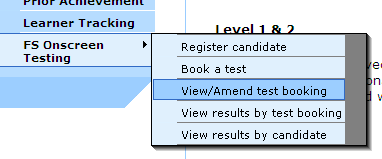 Prior Achievement
Learner Tracking
Level 1 & 2
FS Onscreen
Testing
Register candidate
Book a test
View/Amend test booking
View results by test booking
View results by candidate